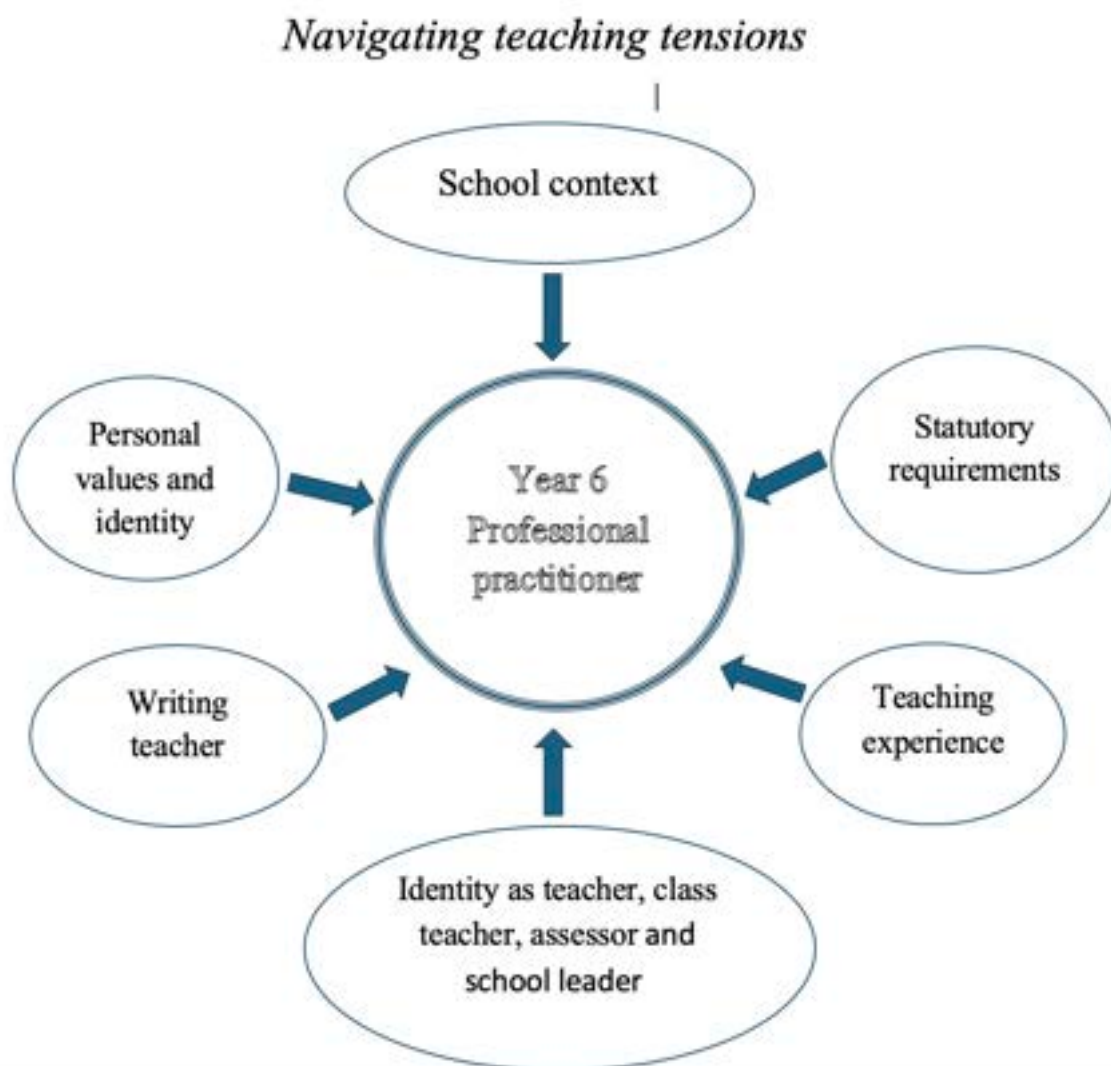 Navigating teaching tensions
School context
Personal
values and
identity
Year 6
Professional
practitioner
Statutory
requirements
Writing
teacher
Teaching
experience
Identity as teacher, class
teacher, assessor and
school leader